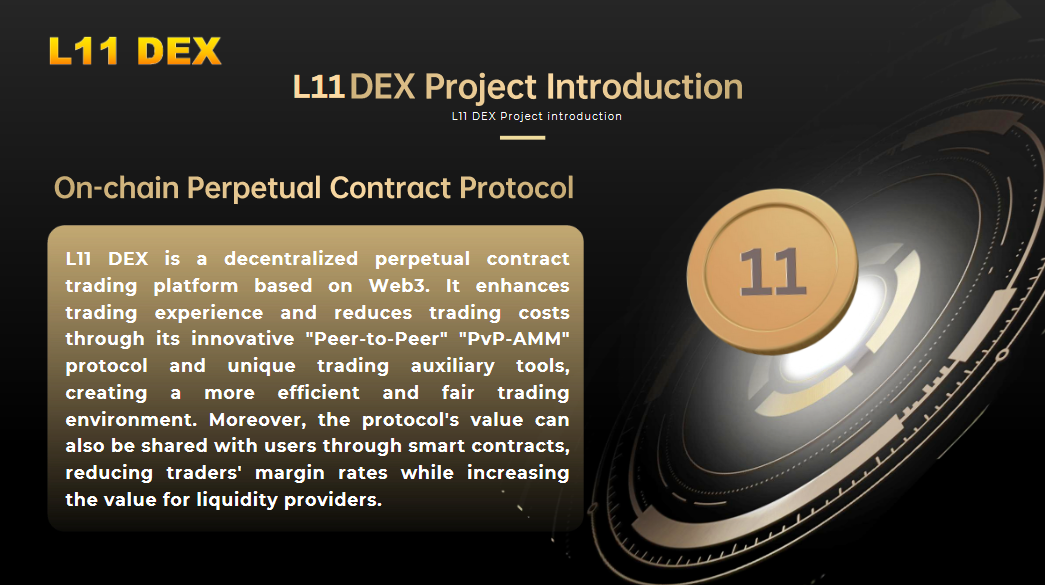 L11 DEX
L11 DEX Project Introduction
L11 DEX Project introduction
On-chain Perpetual Contract Protocol
L11 DEX is a decentralized perpetual contract
trading platform based on Web3. It enhances
trading experience and reduces trading costs
through its innovative "Peer-to-Peer" "PvP-AMM"
protocol and unique trading auxiliary tools,
creating a more efficient and fair trading
environment. Moreover, the protocol's value can
also be shared with users through smart contracts,
reducing traders' margin rates while increasing
the value for liquidity providers.
11